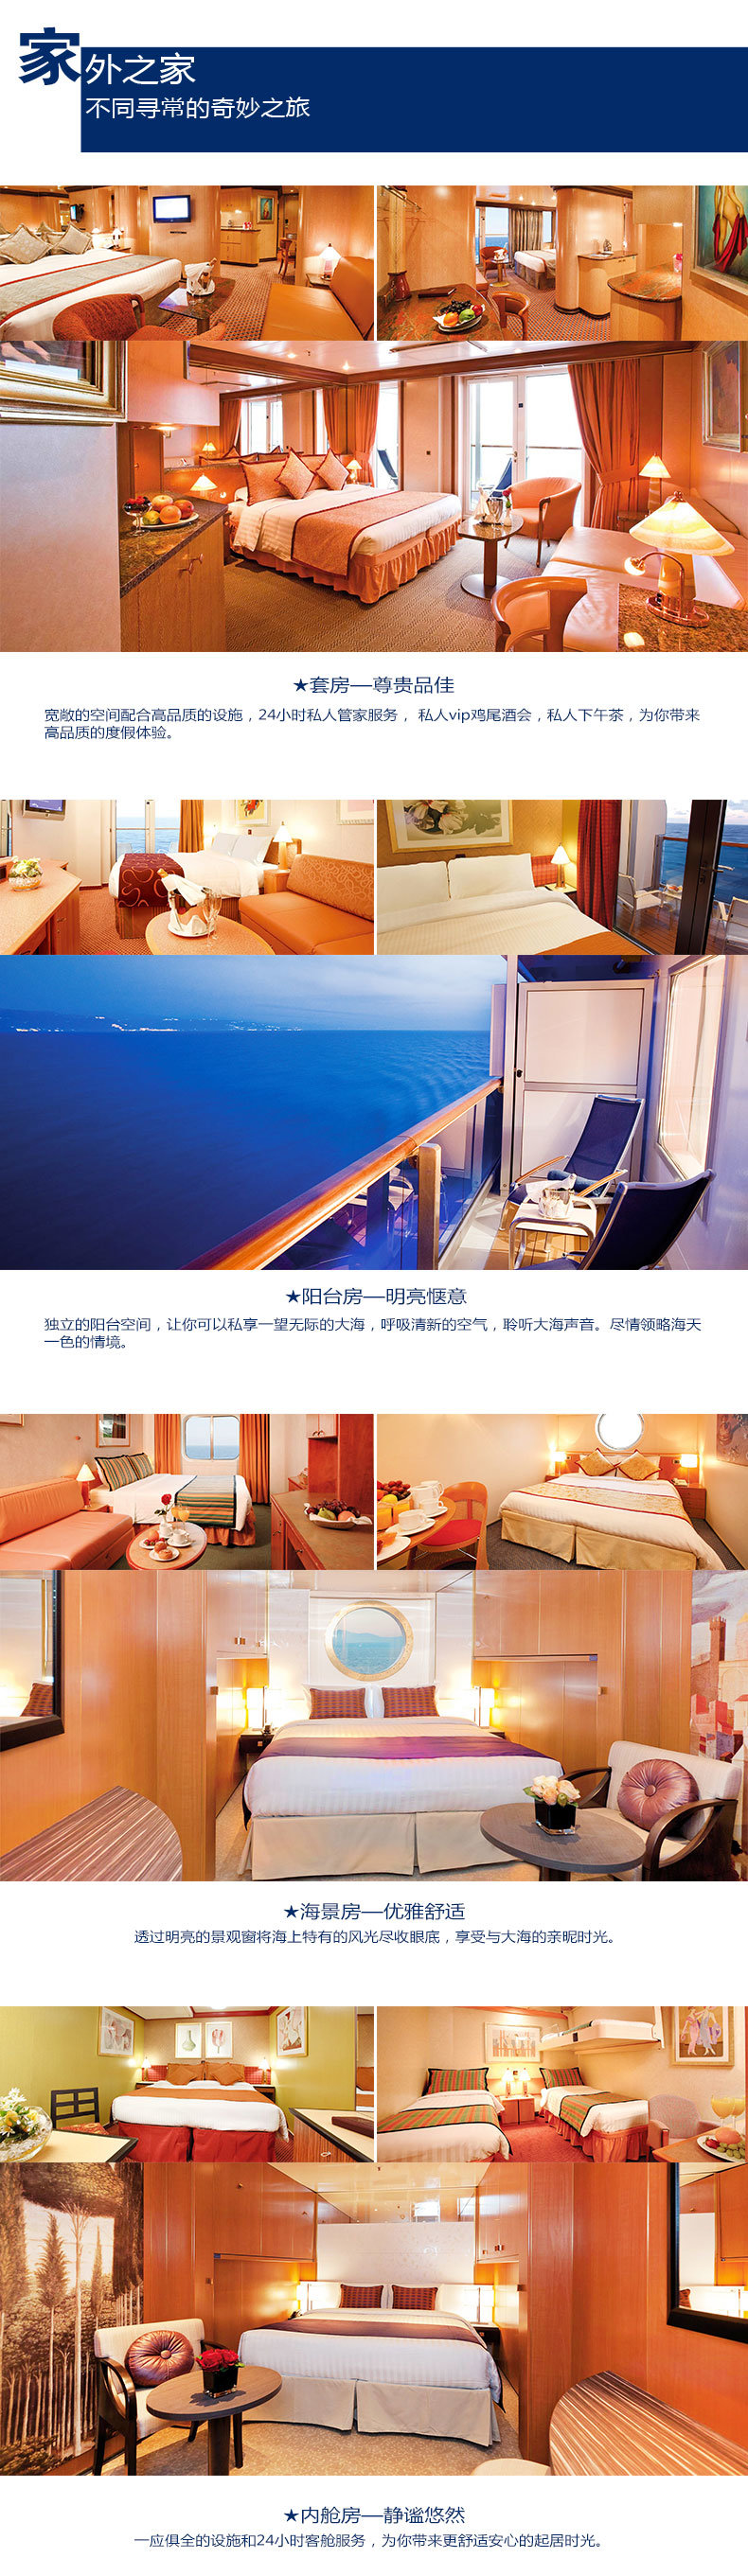 家外之家
不同寻常的奇妙之旅
★套房—尊贵品佳
宽敞的空间配合高品质的设施，24小时私人管家服务， 私人vip鸡尾酒会，私人下午茶，为你带来
高品质的度假体验。
★阳台房—明亮惬意
独立的阳台空间，让你可以私享一望无际的大海，呼吸清新的空气，聆听大海声音。尽情领略海天
一色的情境。
★海景房—优雅舒适
透过明亮的景观窗将海上特有的风光尽收眼底，享受与大海的亲昵时光。
★内舱房—静谧悠然
一应俱全的设施和24小时客舱服务，为你带来更舒适安心的起居时光。